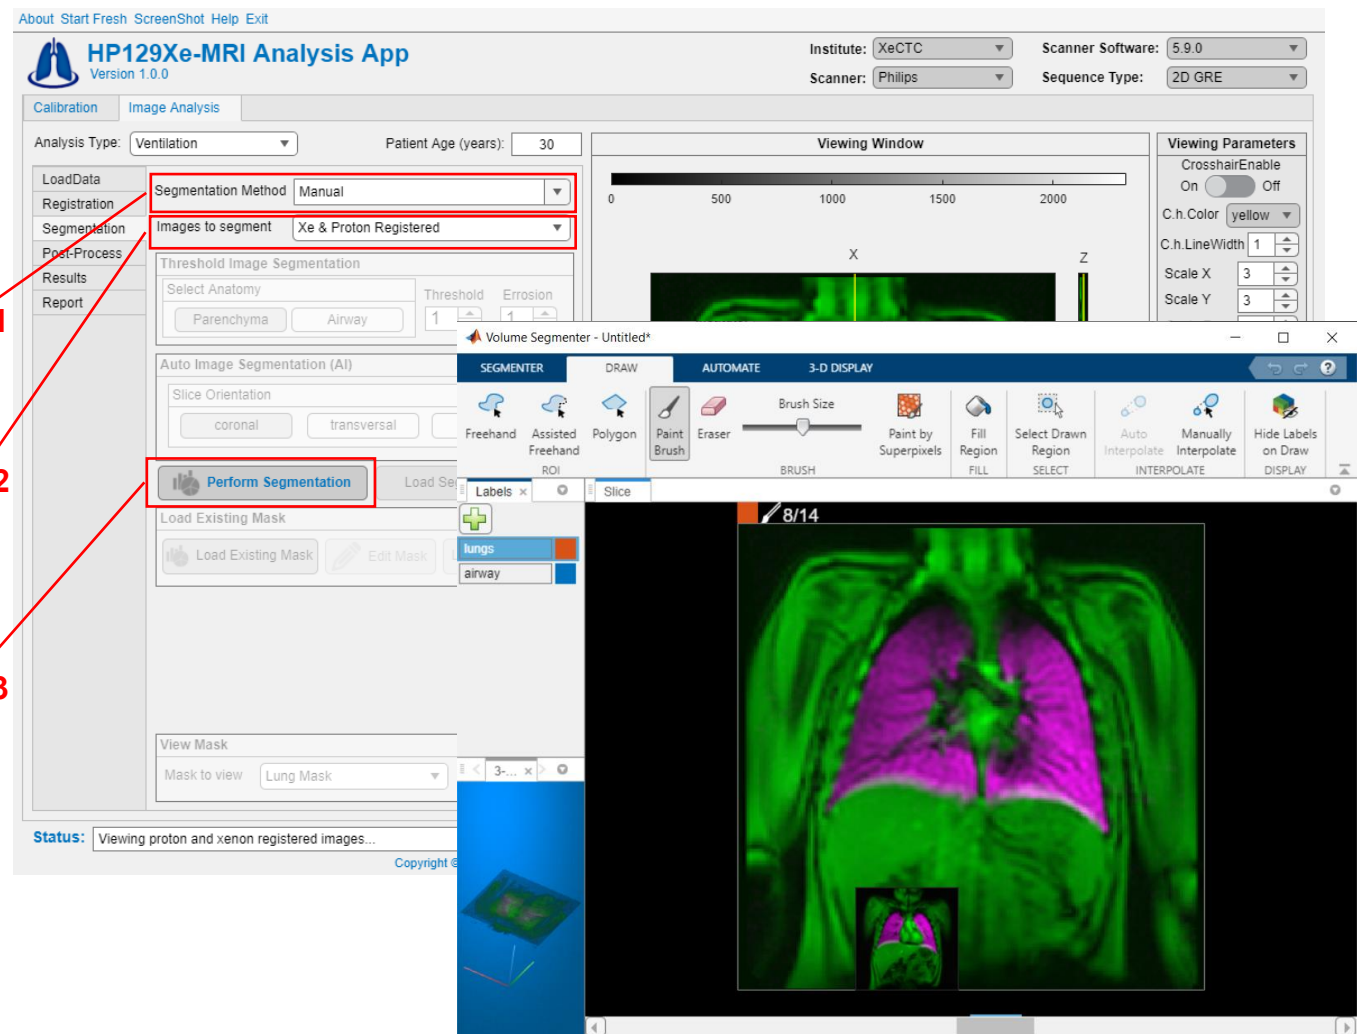 About Start Fresh ScreenShot Help Exit
HP129Xe-MRI Analysis App
Version 1.0.0
Institute: XeCTC
Scanner Software: 5.9.0
Scanner: Philips
Sequence Type: 2D GRE
Calibration Image Analysis
Analysis Type: Ventilation
Patient Age (years): 30
Viewing Window
Viewing Parameters
LoadData
Registration
Segmentation
Post-Process
Results
Report
Segmentation Method Manual
Images to segment Xe & Proton Registered
0 500 1000 1500 2000
X
Z
CrosshairEnable
On Off
C.h.Color yellow
C.h.LineWidth 1
Scale X 3
Scale Y 3
Threshold Image Segmentation
Select Anatomy
Parenchyma Airway
Threshold Errosion
1 1
Auto Image Segmentation (AI)
Slice Orientation
coronal transversal
1
2
3
Perform Segmentation
Load Se
Load Existing Mask
Load Existing Mask Edit Mask
View Mask
Mask to view Lung Mask
Status: Viewing proton and xenon registered images...
Copyright ©
Volume Segmenter - Untitled*
SEGMENTER DRAW AUTOMATE 3-D DISPLAY
?
Freehand
Assisted Freehand
Polygon
Paint Brush
Eraser
Brush Size
Paint by Superpixels
Fill Region
Select Drawn Region
Auto Interpolate
Manually Interpolate
Hide Labels on Draw
ROI BRUSH FILL SELECT INTERPOLATE DISPLAY
Labels Slice
8/14
lungs
airway
3-...